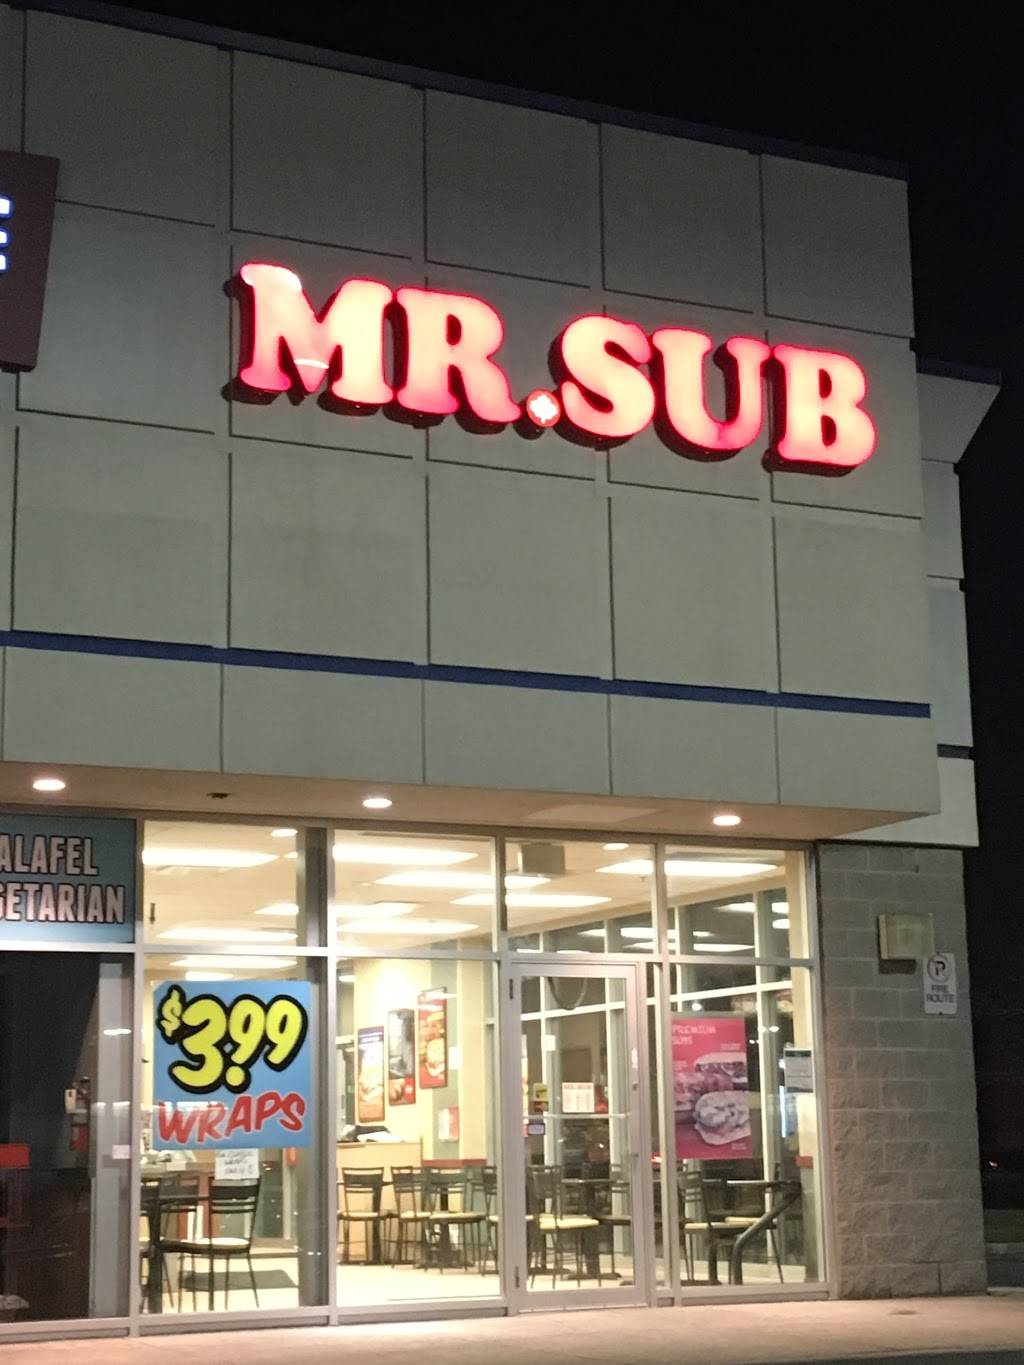 E
MR.SUB
ALAFEL
GETARIAN
$3.99
WRAPS
PREMIUM
SUBS
P
FIRE
ROUTE